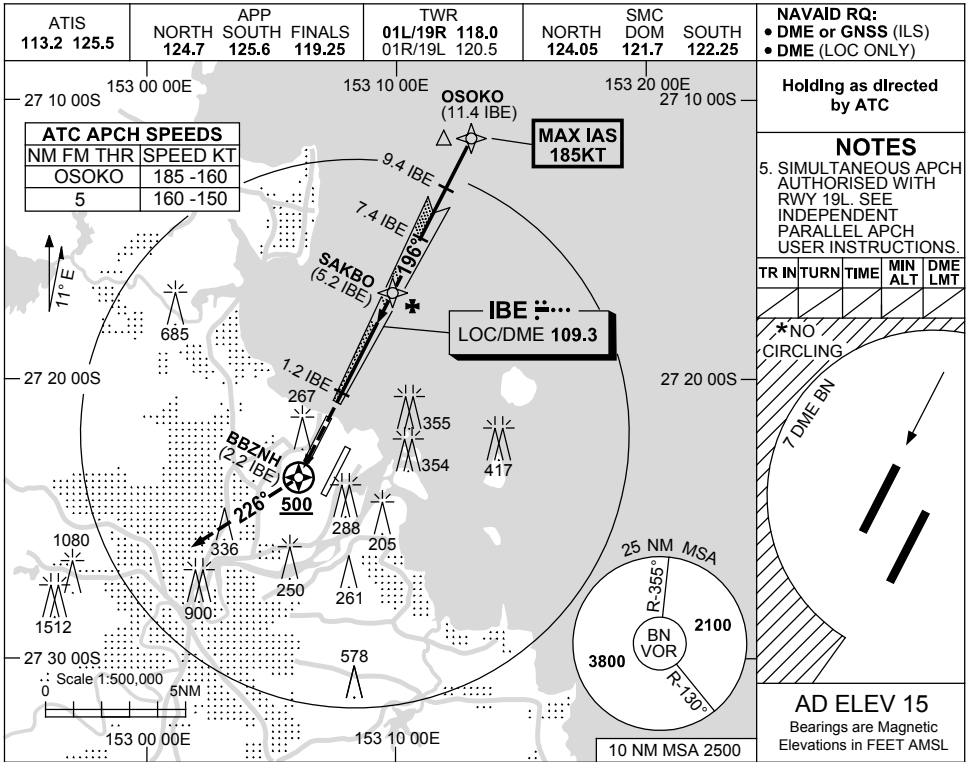 ATIS
113.2 125.5
APP
NORTH SOUTH FINALS
124.7 125.6 119.25
TWR
01L/19R 118.0
01R/19L 120.5
SMC
NORTH DOM SOUTH
124.05 121.7 122.25
NAVAID RQ:
• DME or GNSS (ILS)
• DME (LOC ONLY)
Holding as directed
by ATC
NOTES
5. SIMULTANEOUS APCH
AUTHORISED WITH
RWY 19L. SEE
INDEPENDENT
PARALLEL APCH
USER INSTRUCTIONS.
TR IN TURN TIME MIN ALT DME LMT
*NO
CIRCLING
7 DME BN
AD ELEV 15
Bearings are Magnetic
Elevations in FEET AMSL
153 00 00E
153 10 00E
153 20 00E
27 10 00S
27 10 00S
ATC APCH SPEEDS
NM FM THR SPEED KT
OSOKO 185 -160
5 160 -150
OSOKO
(11.4 IBE)
MAX IAS
185KT
9.4 IBE
7.4 IBE
196°
SAKBO
(5.2 IBE)
11° E
685
IBE
LOC/DME 109.3
27 20 00S
27 20 00S
1.2 IBE
267
355
354
417
BBZNH
(2.2 IBE)
500
226°
288
205
336
250
261
1080
900
1512
578
25 NM MSA
R-355°
BN
VOR
2100
3800
R-130°
27 30 00S
Scale 1:500,000
0 5NM
153 00 00E
153 10 00E
10 NM MSA 2500